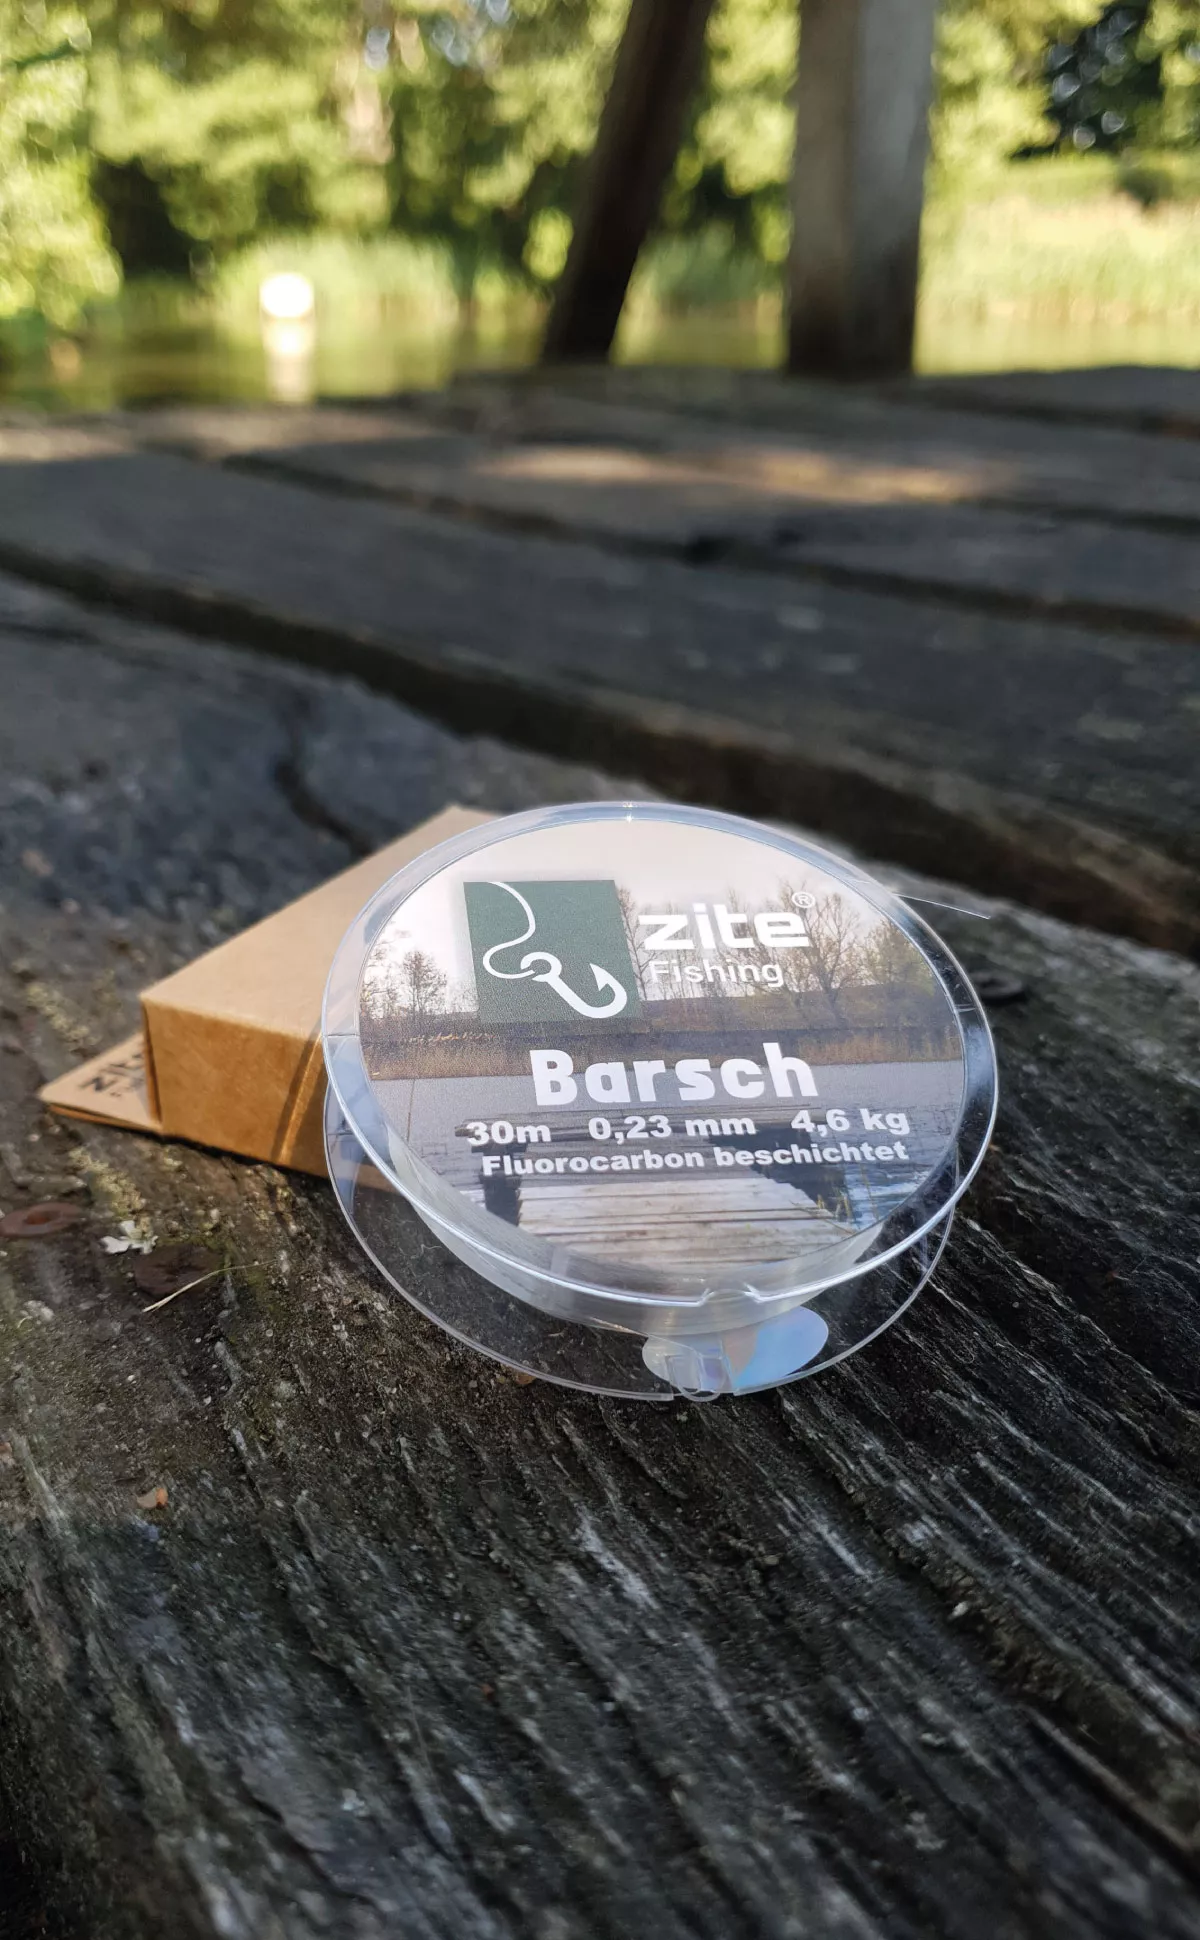 zite®
Fishing
Barsch
30m 0,23 mm 4,6 kg
Fluorocarbon beschichtet